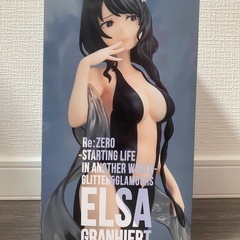 Re:ZERO
-STARTING LIFE
IN ANOTHER WORLD-
GLITTER&GLAMOURS
ELSA
GRANHIERT